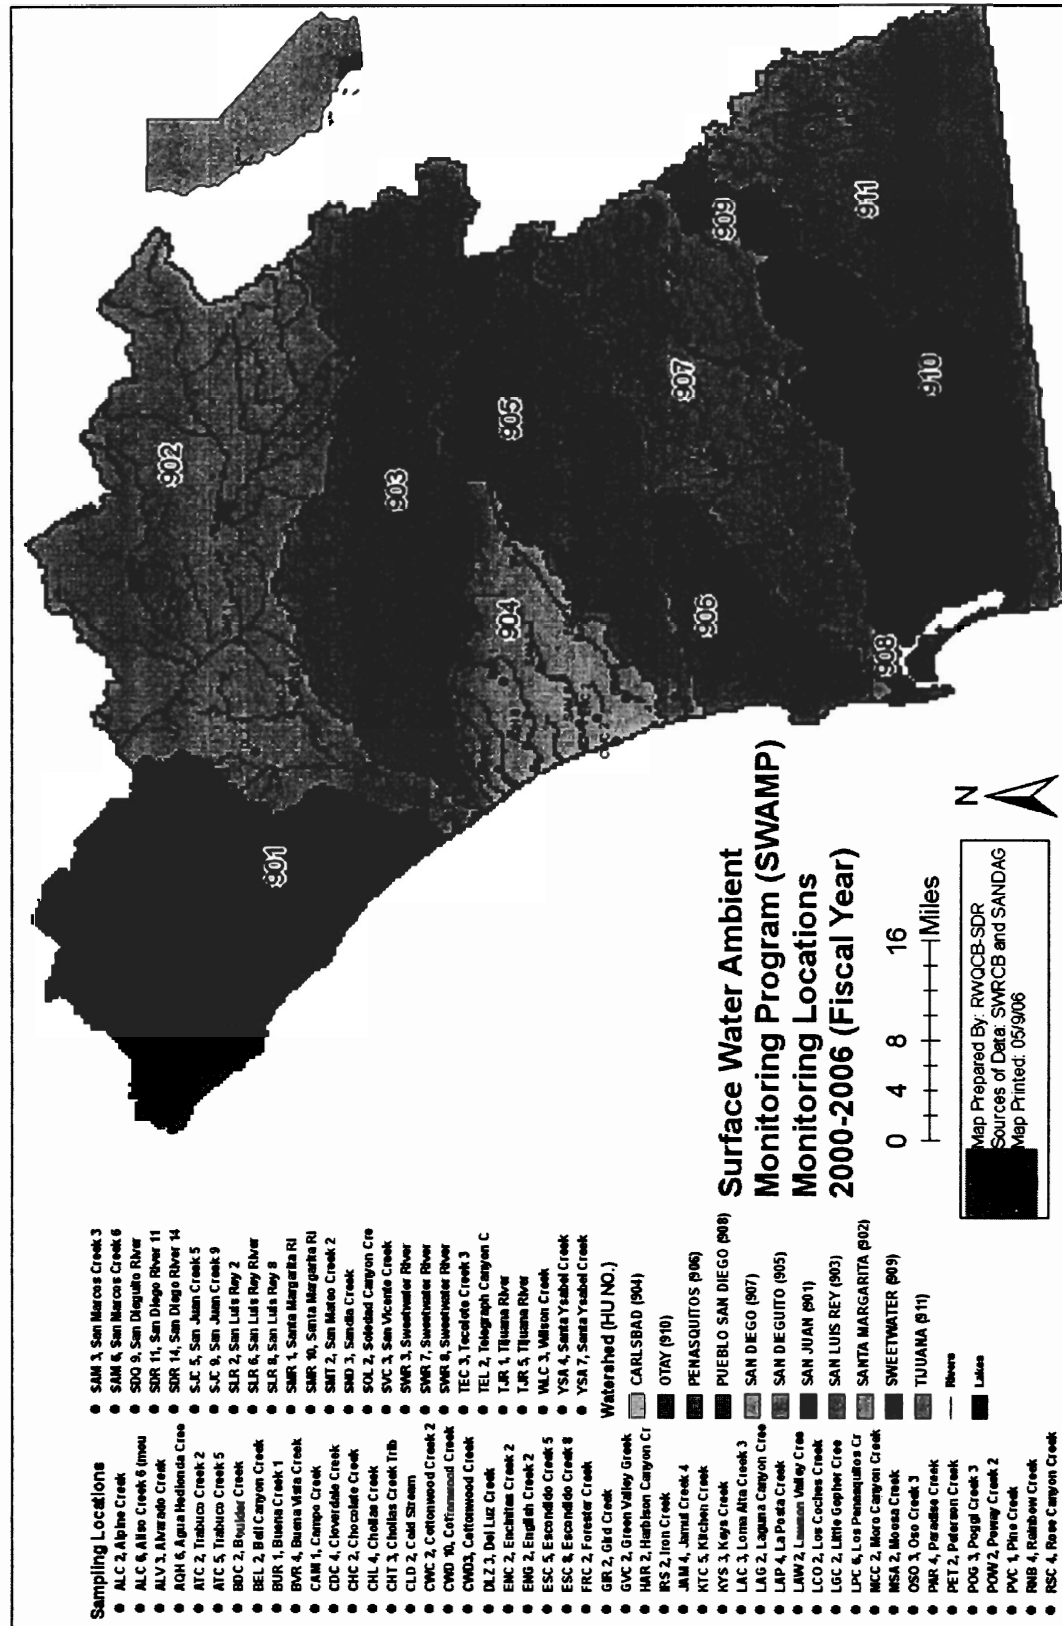 Sampling Locations
ALC 2, Alpine Creek
ALC 6, Aliso Creek 6 (mou
ALV 3, Alvarado Creek
AQH 6, Agua Hedionda Cree
ATC 2, Trabuco Creek 2
ATC 5, Trabuco Creek 5
BDC 2, Boulder Creek
BEL 2, Bell Canyon Creek
BUR 1, Buena Creek 1
BVR 4, Buena Vista Creek
CAM 1, Campo Creek
CDC 4, Cloverdale Creek
CHC 2, Chocolate Creek
CHL 4, Chollas Creek
CHT 3, Chollas Creek Trib
CLD 2, Cold Stream
CWC 2, Cottonwood Creek 2
CWD 10, Cottonwood Creek
CWD3, Cottonwood Creek
DLZ 3, Del Luz Creek
ENC 2, Encinitas Creek 2
ENG 2, English Creek 2
ESC 5, Escondido Creek 5
ESC 8, Escondido Creek 8
FRC 2, Forester Creek
GIR 2, Gird Creek
GVC 2, Green Valley Greek
HAR 2, Harbison Canyon Cr
IRS 2, Iron Creek
JAM 4, Jamul Creek 4
KTC 5, Kitchen Creek
KYS 3, Keys Creek
LAC 3, Loma Alta Creek 3
LAG 2, Laguna Canyon Cree
LAP 4, La Posta Creek
LAW 2, Lawson Valley Cree
LCO 2, Los Coches Creek
LGC 2, Little Gopher Cree
LPC 6, Los Penasquitos Cr
MCC 2, Moro Canyon Creek
MSA 2, Moosa Creek
OSO 3, Oso Creek 3
PAR 4, Paradise Creek
PET 2, Peterson Creek
POG 3, Poggi Creek 3
POW 2, Poway Creek 2
PVC 1, Pine Creek
RNB 4, Rainbow Creek
RSC 4, Rose Canyon Creek
SAM 3, San Marcos Creek 3
SAM 6, San Marcos Creek 6
SDQ 9, San Dieguito River
SDR 11, San Diego River 11
SDR 14, San Diego River 14
SJC 5, San Juan Creek 5
SJC 9, San Juan Creek 9
SLR 2, San Luis Rey 2
SLR 6, San Luis Rey River
SLR 8, San Luis Rey 8
SMR 1, Santa Margarita Ri
SMR 10, Santa Margarita Ri
SMT 2, San Mateo Creek 2
SND 3, Sandia Creek
SOL 2, Soledad Canyon Cre
SVC 3, San Vicente Creek
SWR 3, Sweetwater River
SWR 7, Sweetwater River
SWR 8, Sweetwater River
TEC 3, Tecolote Creek 3
TEL 2, Telegraph Canyon C
TJR 1, Tijuana River
TJR 5, Tijuana River
WLC 3, Wilson Creek
YSA 4, Santa Ysabel Creek
YSA 7, Santa Ysabel Creek
Watershed (HU NO.)
CARLSBAD (904)
OTAY (910)
PENASQUITOS (906)
PUEBLO SAN DIEGO (908)
SAN DIEGO (907)
SAN DIEGUITO (905)
SAN JUAN (901)
SAN LUIS REY (903)
SANTA MARGARITA (902)
SWEETWATER (909)
TIJUANA (911)
Rivers
Lakes
901
902
903
904
905
906
907
908
909
910
911
Surface Water Ambient
Monitoring Program (SWAMP)
Monitoring Locations
2000-2006 (Fiscal Year)
0 4 8 16
Miles
N
Map Prepared By: RWQCB-SDR
Sources of Data: SWRCB and SANDAG
Map Printed: 05/9/06